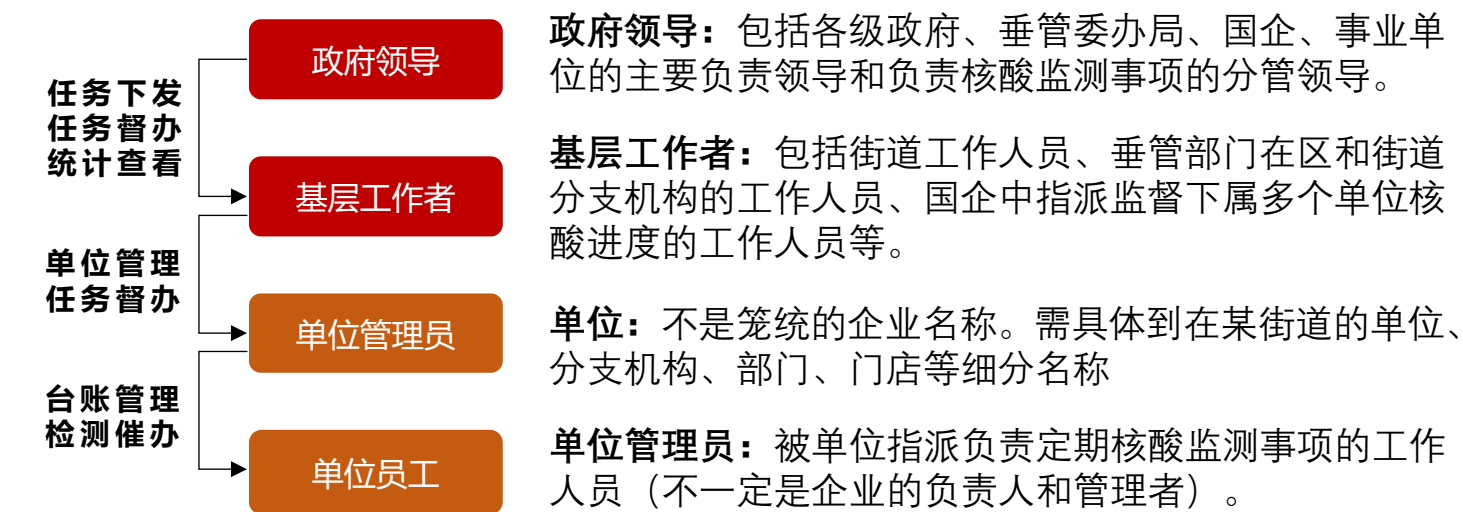 任务下发
任务督办
统计查看
单位管理
任务督办
台账管理
检测催办
政府领导
基层工作者
单位管理员
单位员工
政府领导：包括各级政府、垂管委办局、国企、事业单
位的主要负责领导和负责核酸监测事项的分管领导。
基层工作者：包括街道工作人员、垂管部门在区和街道
分支机构的工作人员、国企中指派监督下属多个单位核
酸进度的工作人员等。
单位：不是笼统的企业名称。需具体到在某街道的单位、
分支机构、部门、门店等细分名称
单位管理员：被单位指派负责定期核酸监测事项的工作
人员（不一定是企业的负责人和管理者）。